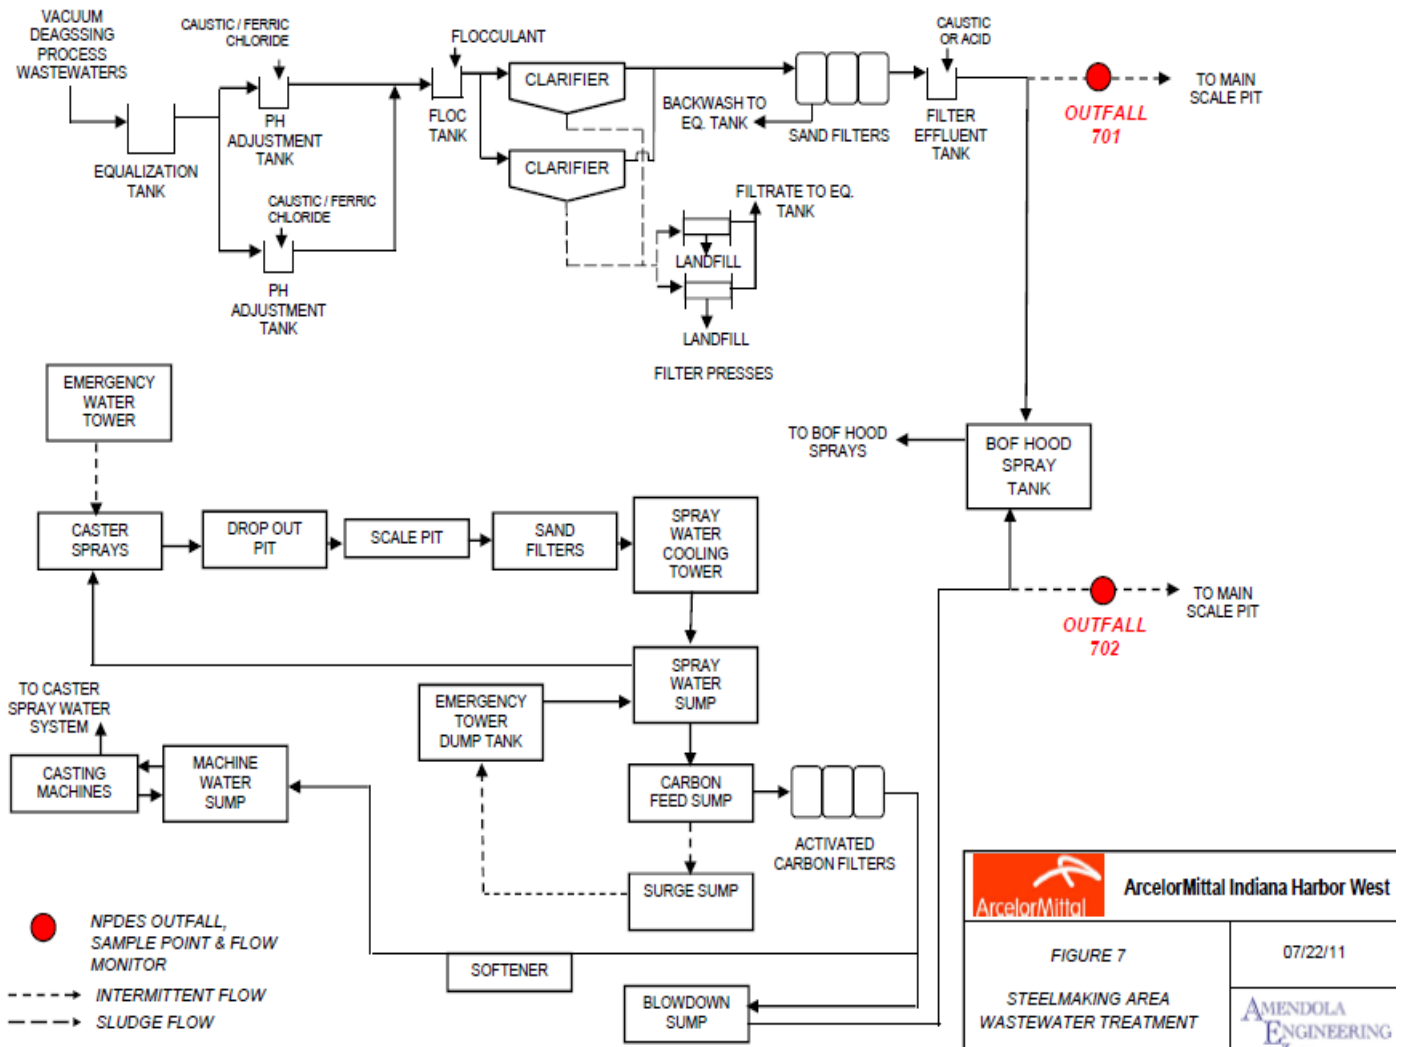 VACUUM
DEAGSSING
PROCESS
WASTEWATERS
CAUSTIC / FERRIC
CHLORIDE
FLOCCULANT
CAUSTIC
OR ACID
EQUALIZATION
TANK
PH
ADJUSTMENT
TANK
FLOC
TANK
CLARIFIER
CLARIFIER
BACKWASH TO
EQ. TANK
SAND FILTERS
FILTER
EFFLUENT
TANK
OUTFALL
701
TO MAIN
SCALE PIT
CAUSTIC / FERRIC
CHLORIDE
PH
ADJUSTMENT
TANK
FILTRATE TO EQ.
TANK
LANDFILL
LANDFILL
FILTER PRESSES
EMERGENCY
WATER
TOWER
TO BOF HOOD
SPRAYS
BOF HOOD
SPRAY
TANK
CASTER
SPRAYS
DROP OUT
PIT
SCALE PIT
SAND
FILTERS
SPRAY
WATER
COOLING
TOWER
OUTFALL
702
TO MAIN
SCALE PIT
SPRAY
WATER
SUMP
EMERGENCY
TOWER
DUMP TANK
TO CASTER
SPRAY WATER
SYSTEM
CASTING
MACHINES
MACHINE
WATER
SUMP
CARBON
FEED SUMP
ACTIVATED
CARBON FILTERS
SURGE SUMP
SOFTENER
BLOWDOWN
SUMP
NPDES OUTFALL,
SAMPLE POINT & FLOW
MONITOR
INTERMITTENT FLOW
SLUDGE FLOW
ArcelorMittal
ArcelorMittal Indiana Harbor West
FIGURE 7
07/22/11
STEELMAKING AREA
WASTEWATER TREATMENT
AMENDOLA
ENGINEERING